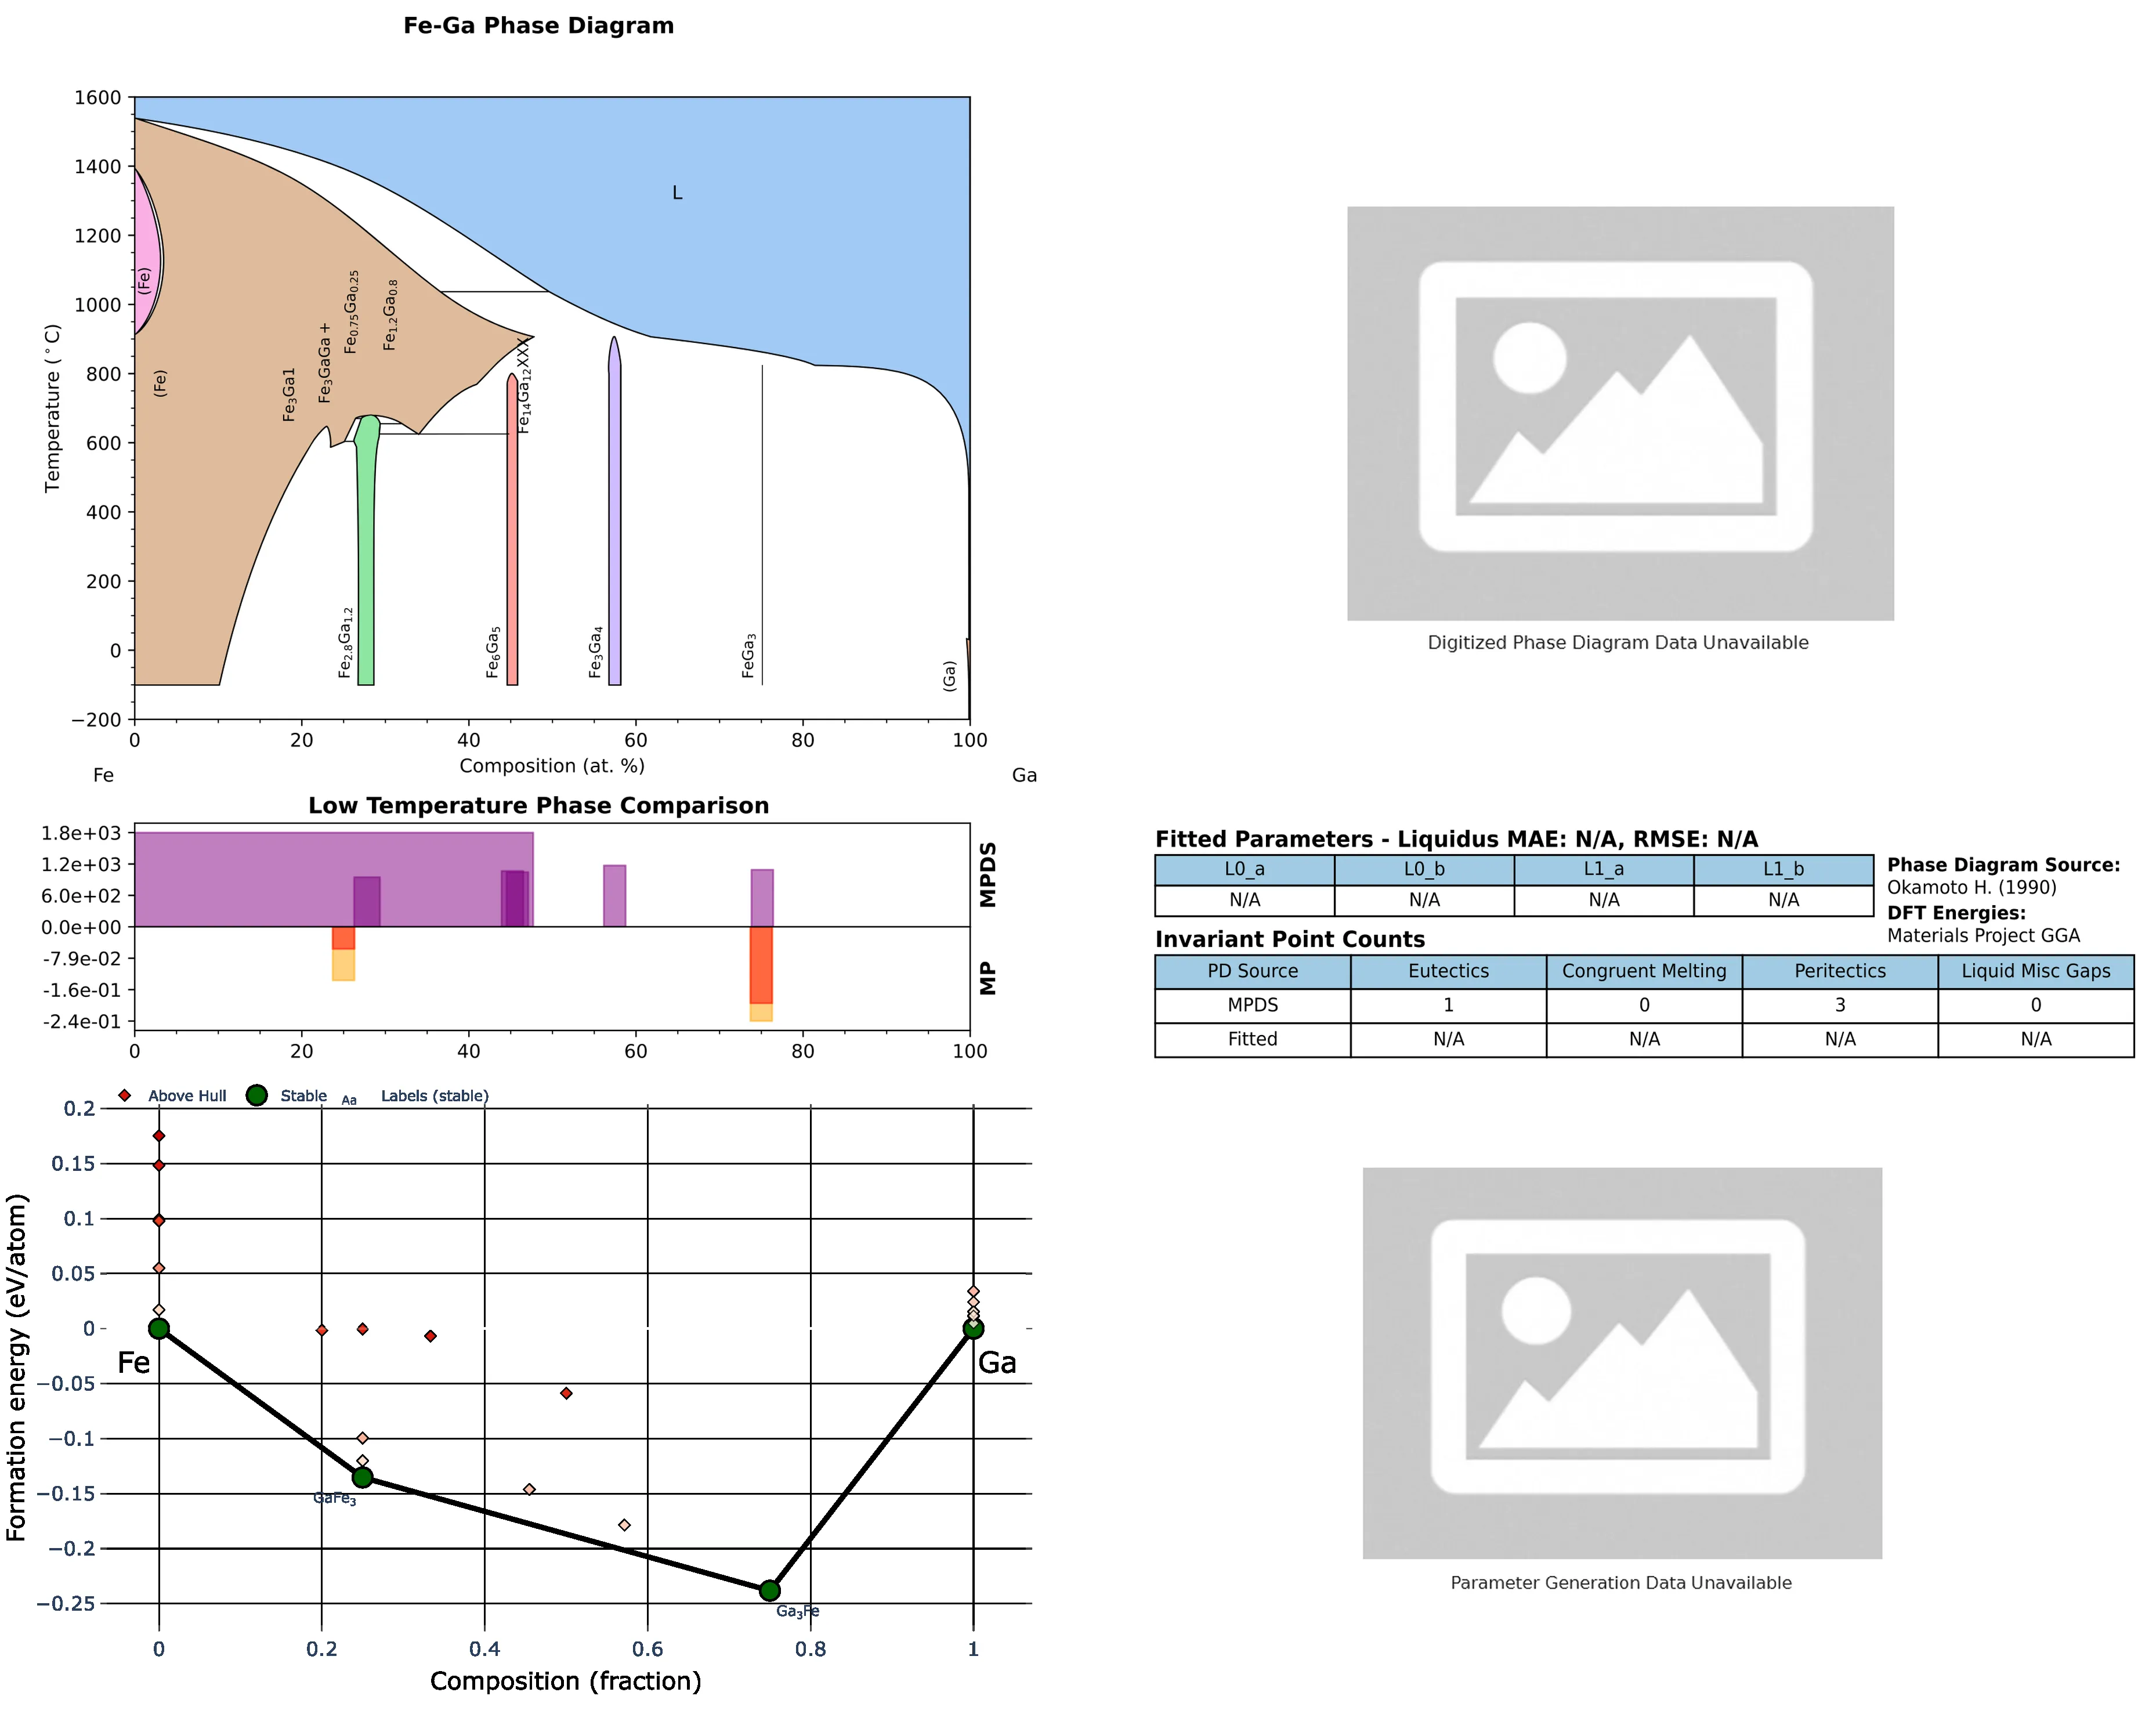 Fe-Ga Phase Diagram
1600
1400
1200
1000
800
600
400
200
0
−200
Temperature (°C)
L
(Fe)
(Fe)
Fe3Ga1
Fe3GaGa +
Fe0.75Ga0.25
Fe1.2Ga0.8
Fe14Ga12XXX
Fe2.8Ga1.2
Fe6Ga5
Fe3Ga4
FeGa3
(Ga)
0 20 40 60 80 100
Composition (at. %)
Fe Ga
Digitized Phase Diagram Data Unavailable
Low Temperature Phase Comparison
1.8e+03
1.2e+03
6.0e+02
0.0e+00
-7.9e-02
-1.6e-01
-2.4e-01
MPDS
MP
0 20 40 60 80 100
Fitted Parameters - Liquidus MAE: N/A, RMSE: N/A
L0_a L0_b L1_a L1_b
N/A N/A N/A N/A
Phase Diagram Source:
Okamoto H. (1990)
DFT Energies:
Materials Project GGA
Invariant Point Counts
PD Source Eutectics Congruent Melting Peritectics Liquid Misc Gaps
MPDS 1 0 3 0
Fitted N/A N/A N/A N/A
Above Hull Stable Aa Labels (stable)
0.2
0.15
0.1
0.05
0
−0.05
−0.1
−0.15
−0.2
−0.25
Formation energy (eV/atom)
Fe
Ga
GaFe3
Ga3Fe
0 0.2 0.4 0.6 0.8 1
Composition (fraction)
Parameter Generation Data Unavailable